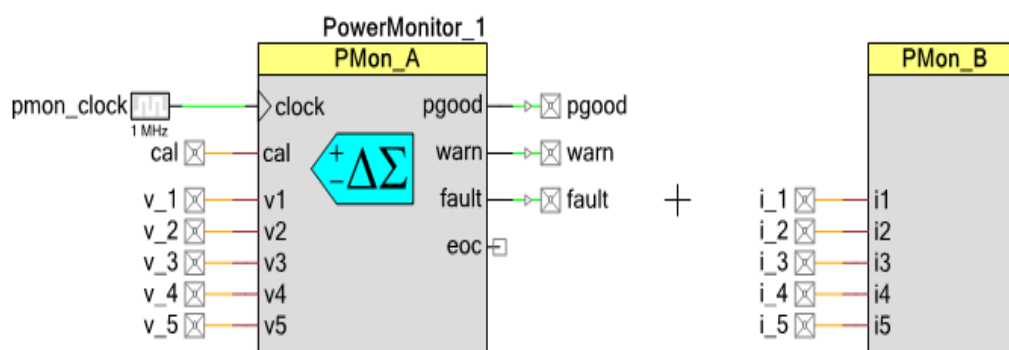 PowerMonitor_1
PMon_A
PMon_B
pmon_clock
1 MHz
clock
pgood
pgood
cal
cal
+
-
ΔΣ
warn
warn
v_1
v1
fault
fault
i_1
i1
v_2
v2
eoc
i_2
i2
v_3
v3
i_3
i3
v_4
v4
i_4
i4
v_5
v5
i_5
i5